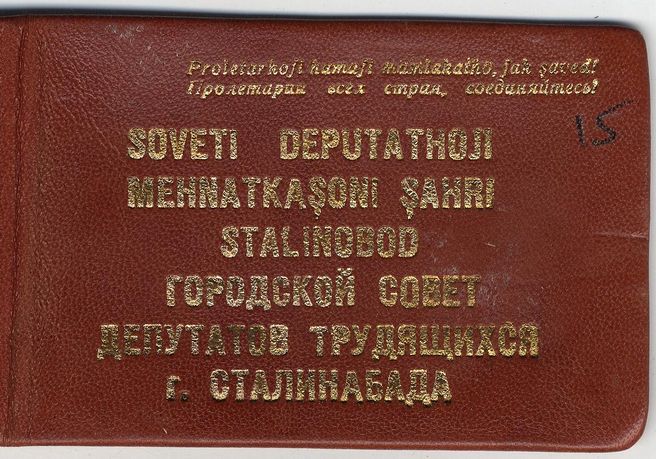 Proletarhoji hamaji mamlakatho, jak şaved!
Пролетарии всех стран, соединяйтесь!
15
SOVETI DEPUTATHOJI
MEHNATKAŞONI ŞAHRI
STALINOBOD
ГОРОДСКОЙ СОВЕТ
ДЕПУТАТОВ ТРУДЯЩИХСЯ
г. СТАЛИНАБАДА